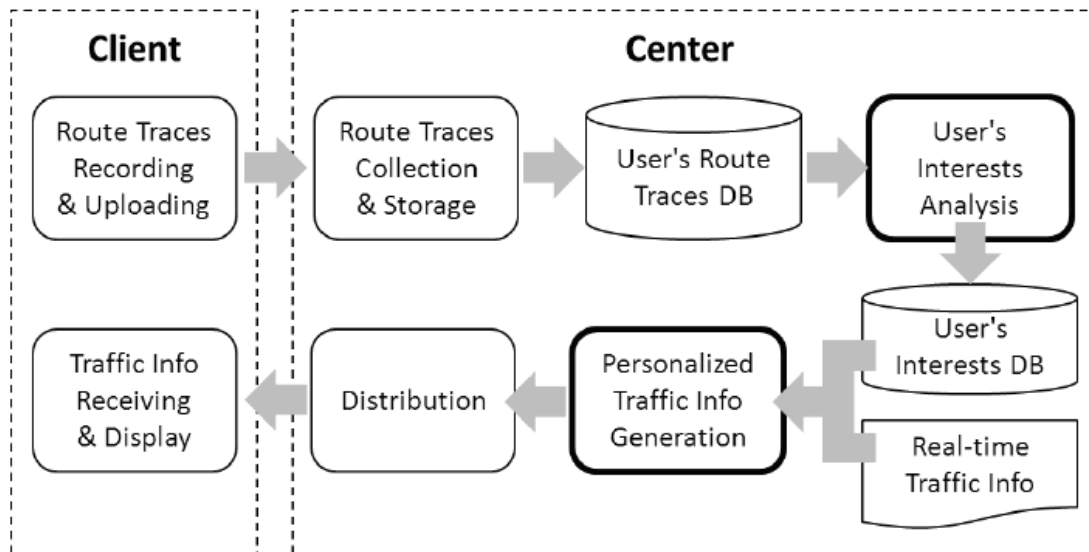 Client
Center
Route Traces
Recording
& Uploading
Route Traces
Collection
& Storage
User's Route
Traces DB
User's
Interests
Analysis
User's
Interests DB
Real-time
Traffic Info
Personalized
Traffic Info
Generation
Distribution
Traffic Info
Receiving
& Display